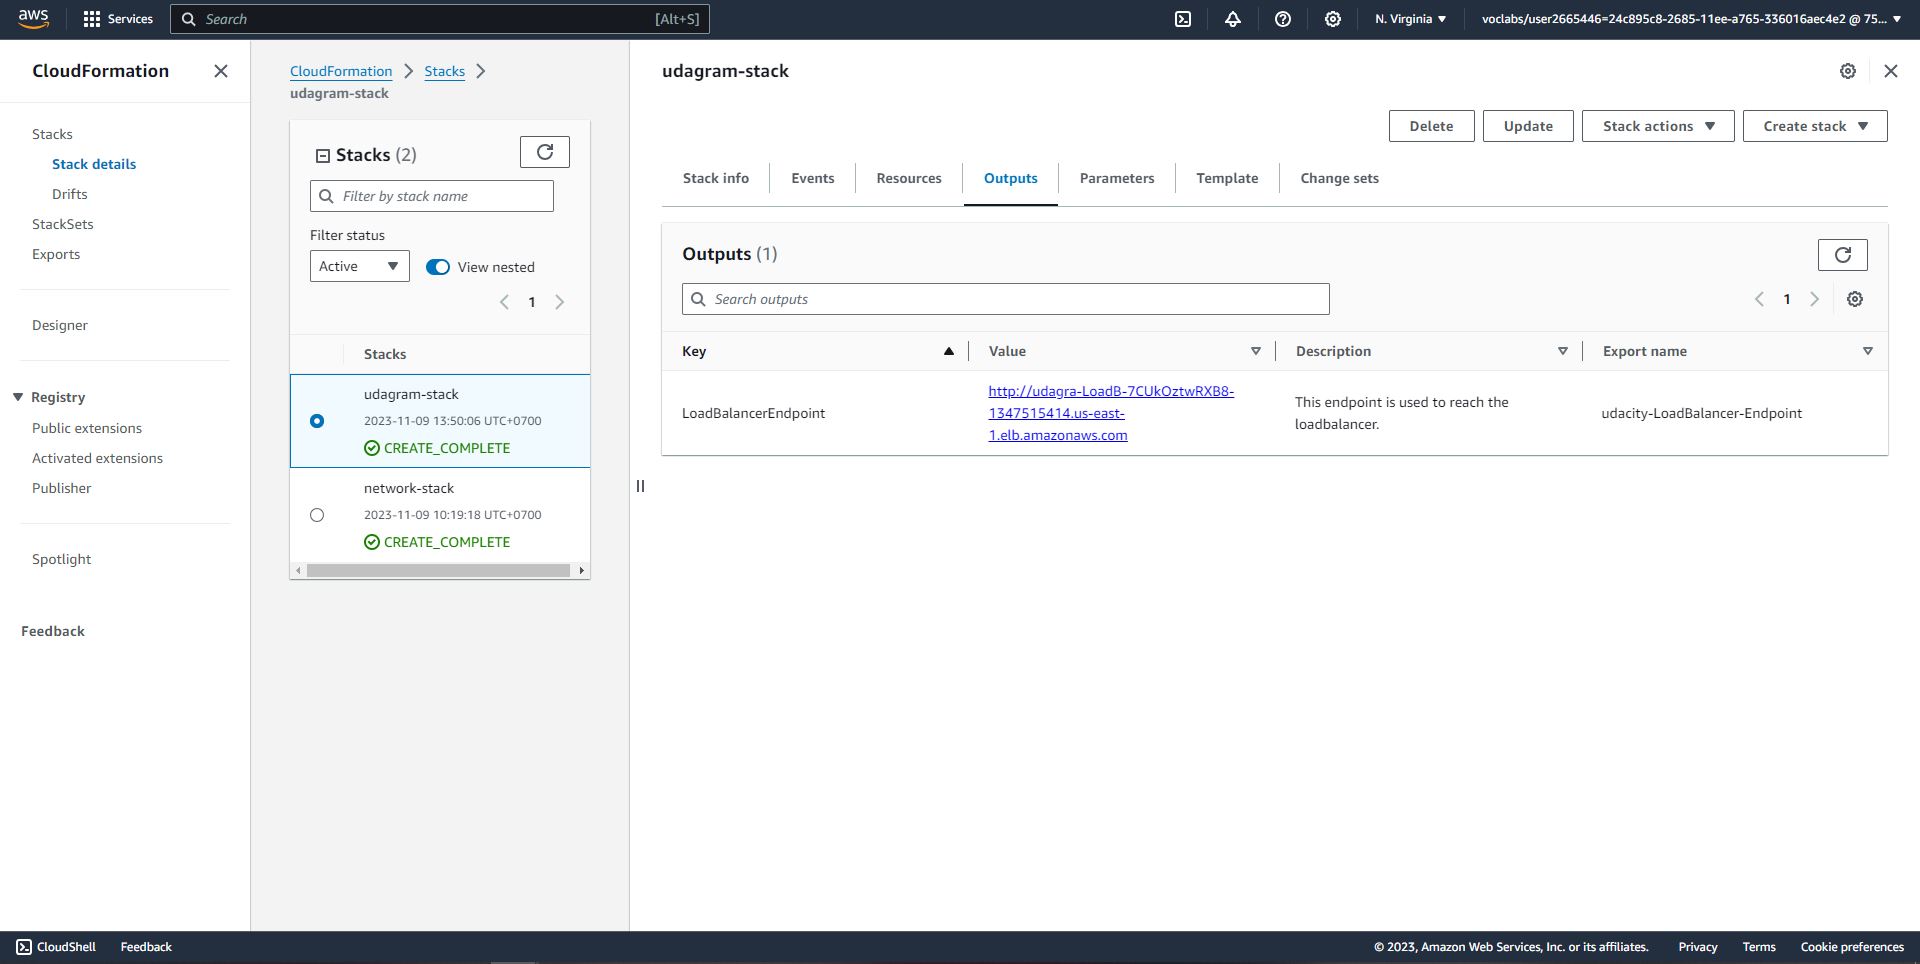 aws
Services
Search
[Alt+S]
N. Virginia
voclabs/user2665446=24c895c8-2685-11ee-a765-336016aec4e2 @ 75...
CloudFormation
Stacks
Stack details
Drifts
StackSets
Exports
Designer
Registry
Public extensions
Activated extensions
Publisher
Spotlight
Feedback
CloudFormation
Stacks
udagram-stack
Stacks (2)
Filter by stack name
Filter status
Active
View nested
1
Stacks
udagram-stack
2023-11-09 13:50:06 UTC+0700
CREATE_COMPLETE
network-stack
2023-11-09 10:19:18 UTC+0700
CREATE_COMPLETE
udagram-stack
Delete
Update
Stack actions
Create stack
Stack info
Events
Resources
Outputs
Parameters
Template
Change sets
Outputs (1)
Search outputs
1
Key
Value
Description
Export name
LoadBalancerEndpoint
http://udagra-LoadB-7CUkOztwRXB8-
1347515414.us-east-
1.elb.amazonaws.com
This endpoint is used to reach the
loadbalancer.
udacity-LoadBalancer-Endpoint
CloudShell
Feedback
© 2023, Amazon Web Services, Inc. or its affiliates.
Privacy
Terms
Cookie preferences